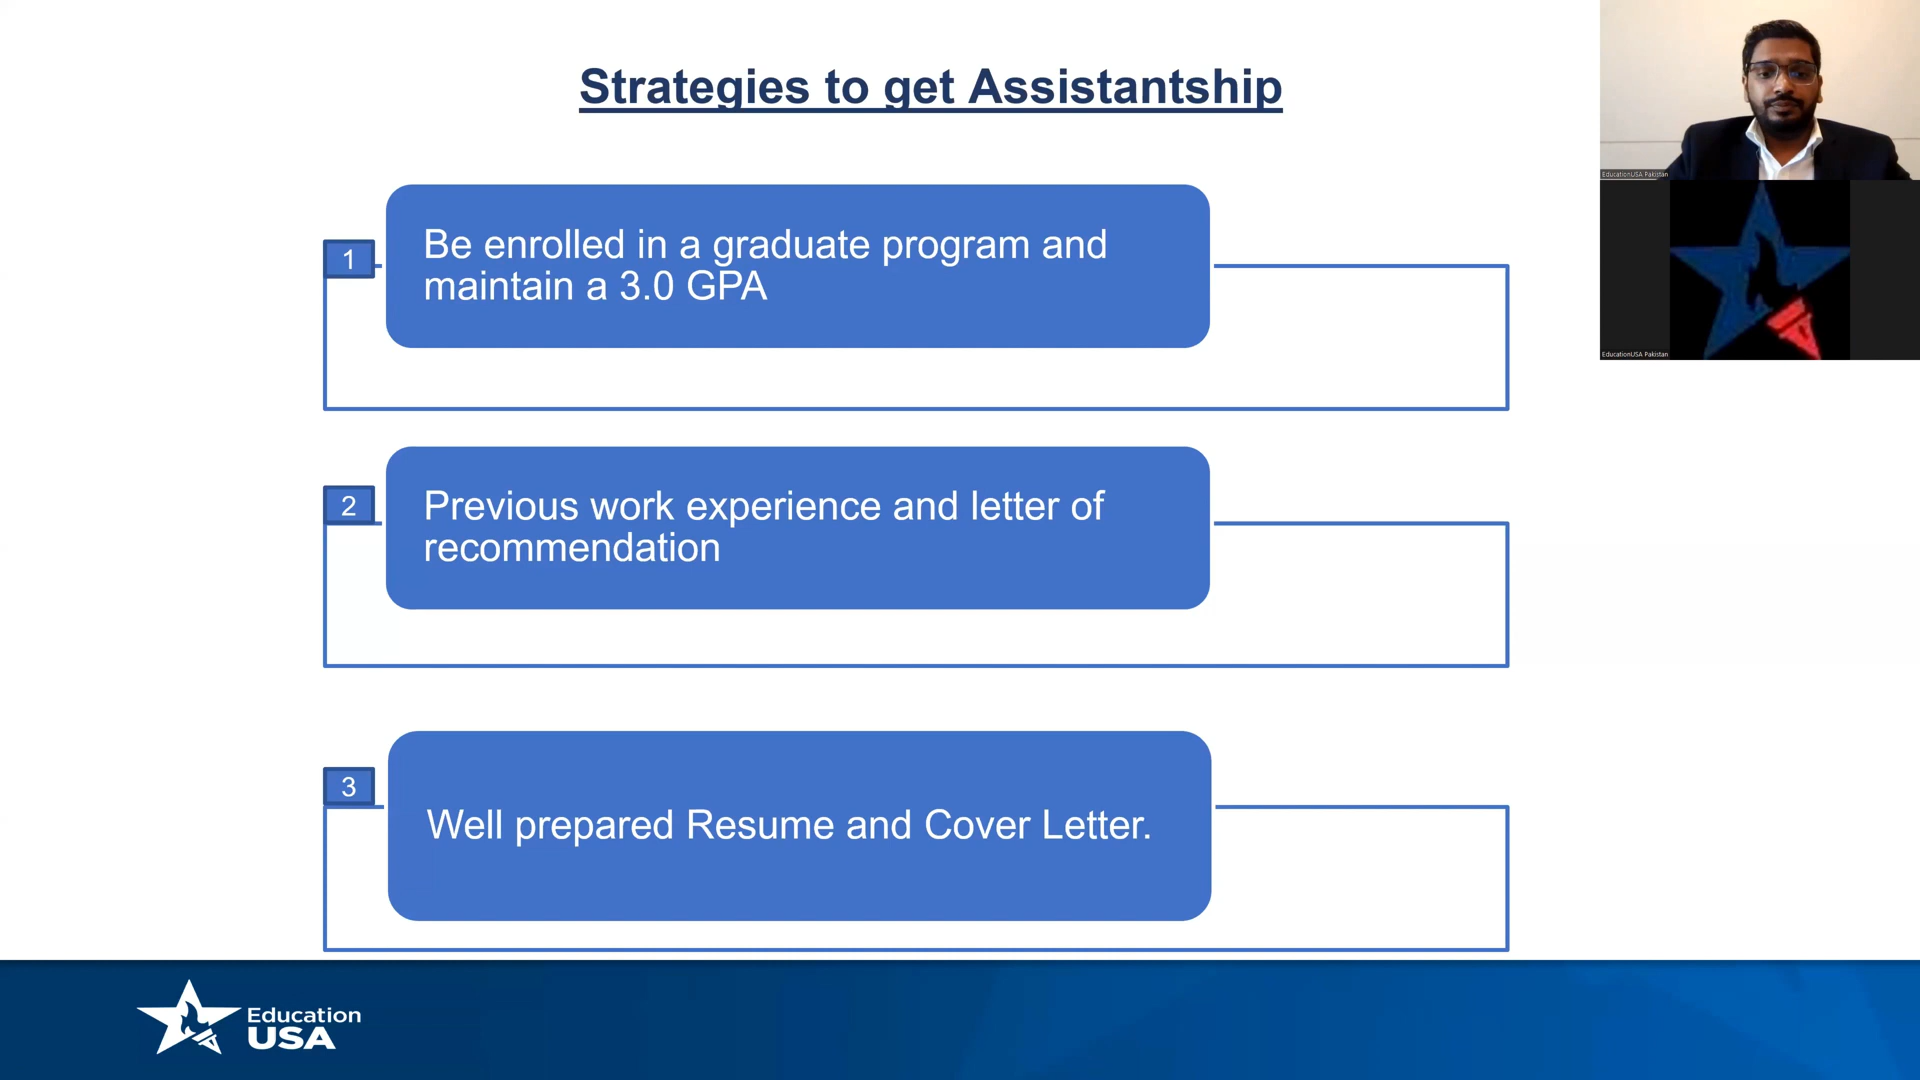 Strategies to get Assistantship
EducationUSA Pakistan
1
Be enrolled in a graduate program and
maintain a 3.0 GPA
EducationUSA Pakistan
2
Previous work experience and letter of
recommendation
3
Well prepared Resume and Cover Letter.
Education
USA